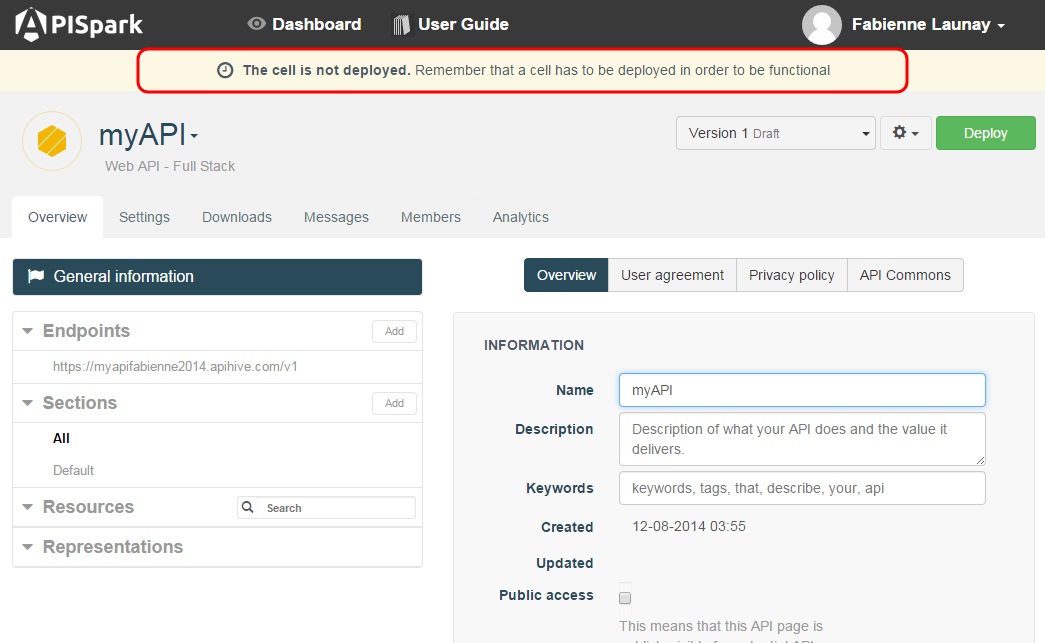 APISpark Dashboard User Guide Fabienne Launay
The cell is not deployed. Remember that a cell has to be deployed in order to be functional
myAPI Version 1 Draft Deploy
Web API - Full Stack
Overview Settings Downloads Messages Members Analytics
General information
Overview User agreement Privacy policy API Commons
Endpoints Add
https://myapifabienne2014.apihive.com/v1
Sections Add
All
Default
Resources Search
Representations
INFORMATION
Name myAPI
Description Description of what your API does and the value it
delivers.
Keywords keywords, tags, that, describe, your, api
Created 12-08-2014 03:55
Updated
Public access
This means that this API page is